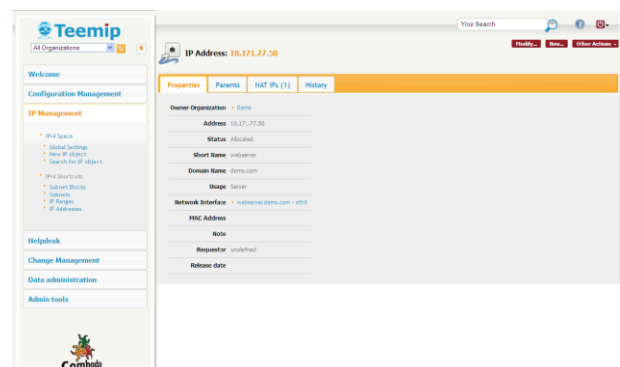 Teemip
Your Search
All Organizations
Modify...
New...
Other Actions
IP Address: 10.171.77.50
Welcome
Configuration Management
IP Management
IPv4 Space
Global Settings
New IP object
Search for IP object
IPv4 Shortcuts
Subnet Blocks
Subnets
IP Ranges
IP Addresses
Helpdesk
Change Management
Data administration
Admin tools
Combodo
Properties
Parents
NAT IPs (1)
History
Owner Organization Demo
Address 10.17..77.50
Status Allocated
Short Name webserver
Domain Name demo.com
Usage Server
Network Interface webserver.demo.com - eth0
MAC Address
Note
Requestor undefined
Release date